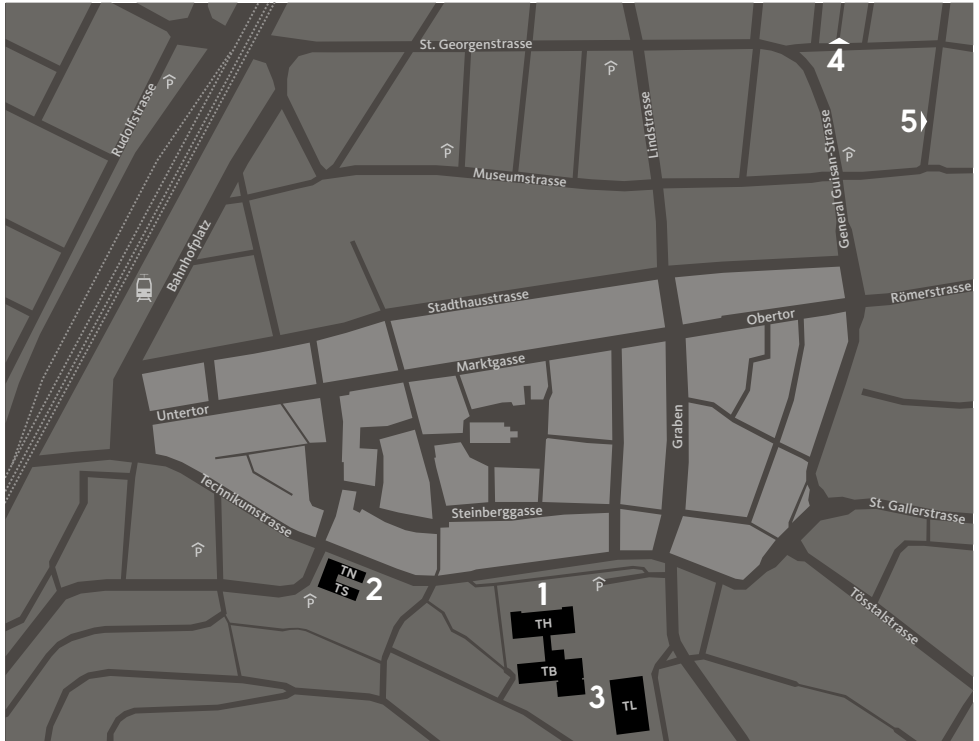 St. Georgenstrasse
4
P
P
Rudolfstrasse
Lindstrasse
5
General Guisan-Strasse
P
P
Museumstrasse
Bahnhofplatz
Römerstrasse
Stadthausstrasse
Obertor
Marktgasse
Untertor
Graben
Technikumstrasse
Steinberggasse
St. Gallerstrasse
P
TN
TS
2
P
1
P
Tösstalstrasse
TH
TB
3
TL